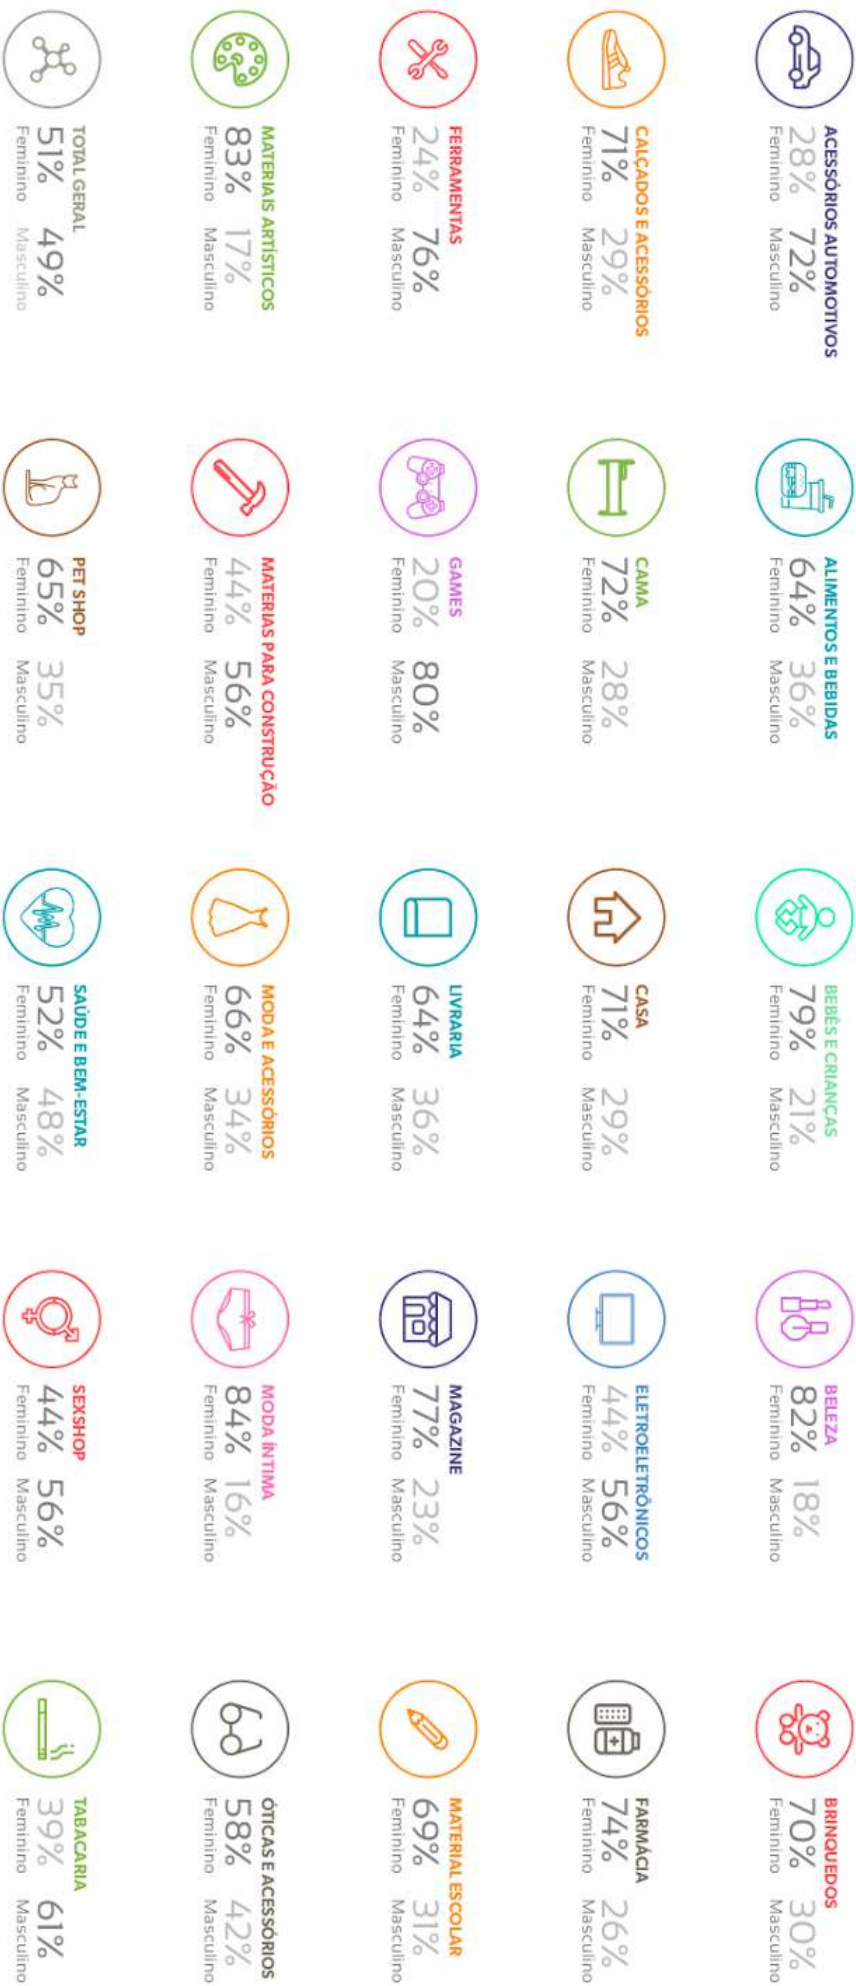 ACESSÓRIOS AUTOMOTIVOS
28% 72%
Feminino Masculino
ALIMENTOS E BEBIDAS
64% 36%
Feminino Masculino
BEBÊS E CRIANÇAS
79% 21%
Feminino Masculino
BELEZA
82% 18%
Feminino Masculino
BRINQUEDOS
70% 30%
Feminino Masculino
CALÇADOS E ACESSÓRIOS
71% 29%
Feminino Masculino
CAMA
72% 28%
Feminino Masculino
CASA
71% 29%
Feminino Masculino
ELETROELETRÔNICOS
44% 56%
Feminino Masculino
FARMÁCIA
74% 26%
Feminino Masculino
FERRAMENTAS
24% 76%
Feminino Masculino
GAMES
20% 80%
Feminino Masculino
LIVRARIA
64% 36%
Feminino Masculino
MAGAZINE
77% 23%
Feminino Masculino
MATERIAL ESCOLAR
69% 31%
Feminino Masculino
MATERIAIS ARTÍSTICOS
83% 17%
Feminino Masculino
MATERIAS PARA CONSTRUÇÃO
44% 56%
Feminino Masculino
MODA E ACESSÓRIOS
66% 34%
Feminino Masculino
MODA ÍNTIMA
84% 16%
Feminino Masculino
ÓTICAS E ACESSÓRIOS
58% 42%
Feminino Masculino
TOTAL GERAL
51% 49%
Feminino Masculino
PET SHOP
65% 35%
Feminino Masculino
SAÚDE E BEM-ESTAR
52% 48%
Feminino Masculino
SEXSHOP
44% 56%
Feminino Masculino
TABACARIA
39% 61%
Feminino Masculino